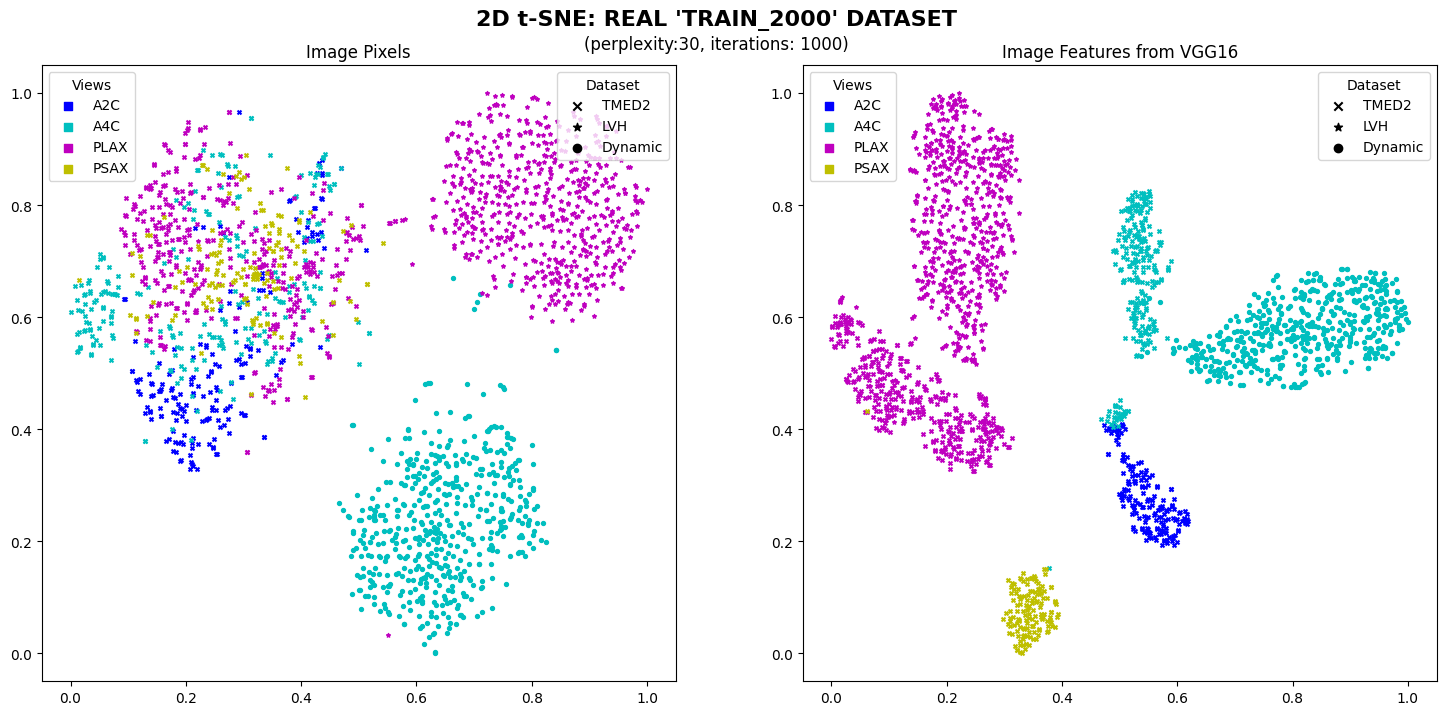 2D t-SNE: REAL 'TRAIN_2000' DATASET
(perplexity:30, iterations: 1000)
Image Pixels
Views
A2C
A4C
PLAX
PSAX
Dataset
TMED2
LVH
Dynamic
1.0
0.8
0.6
0.4
0.2
0.0
0.0 0.2 0.4 0.6 0.8 1.0
Image Features from VGG16
Views
A2C
A4C
PLAX
PSAX
Dataset
TMED2
LVH
Dynamic
1.0
0.8
0.6
0.4
0.2
0.0
0.0 0.2 0.4 0.6 0.8 1.0